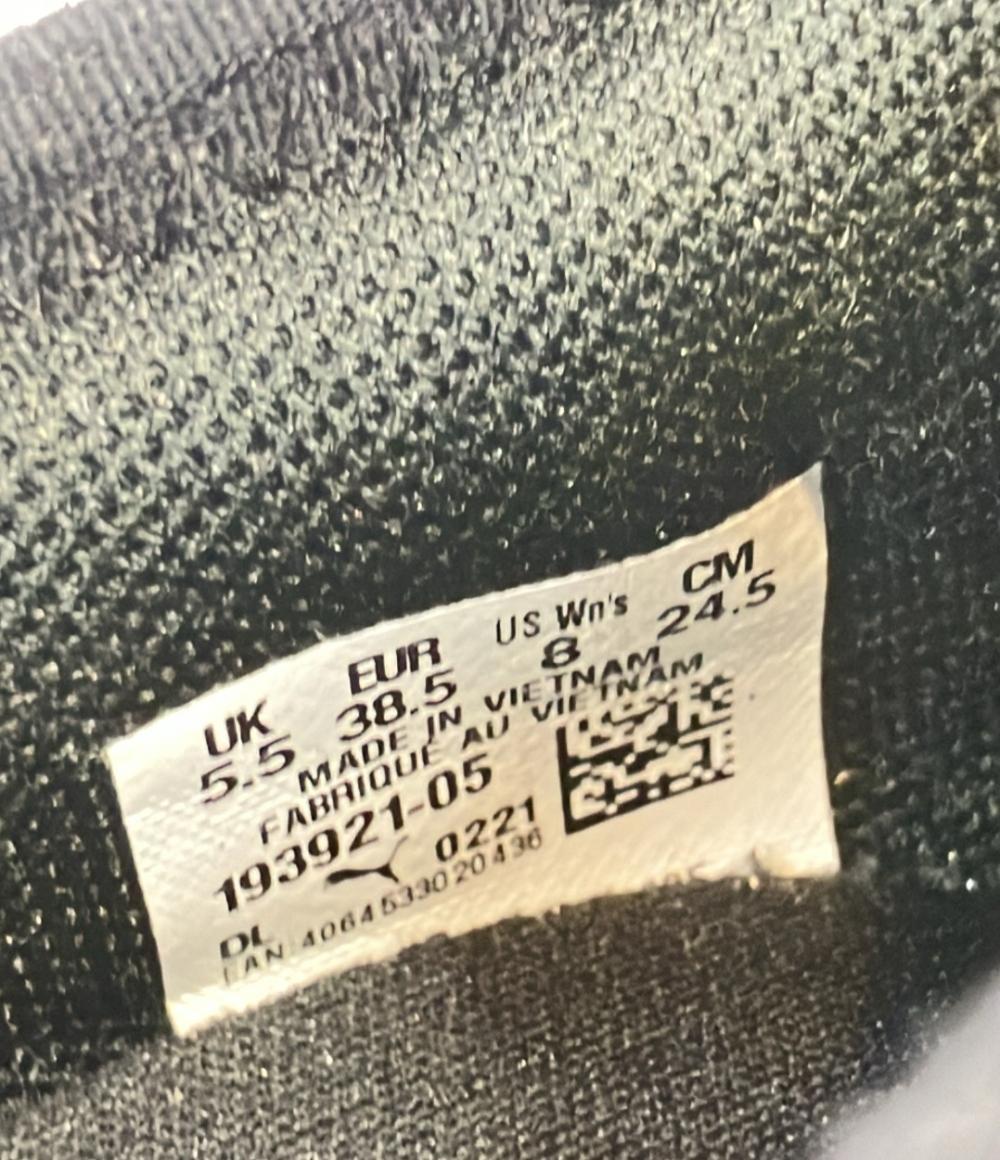 UK EUR US Wn's CM
5.5 38.5 8 24.5
MADE IN VIETNAM
FABRIQUE AU VIETNAM
193921-05
0221
DL
EAN:4064533020436